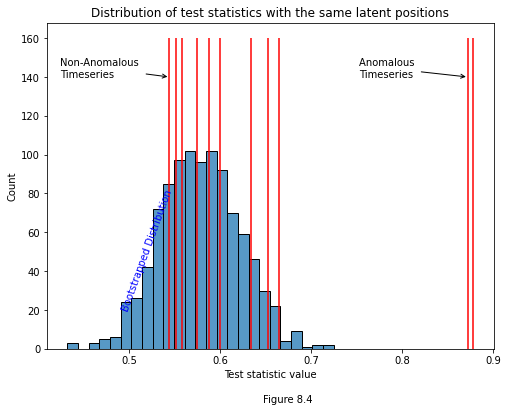 Distribution of test statistics with the same latent positions
160
140
120
100
80
60
40
20
0
Count
Non-Anomalous
Timeseries
Anomalous
Timeseries
Bootstrapped Distribution
0.5
0.6
0.7
0.8
0.9
Test statistic value
Figure 8.4